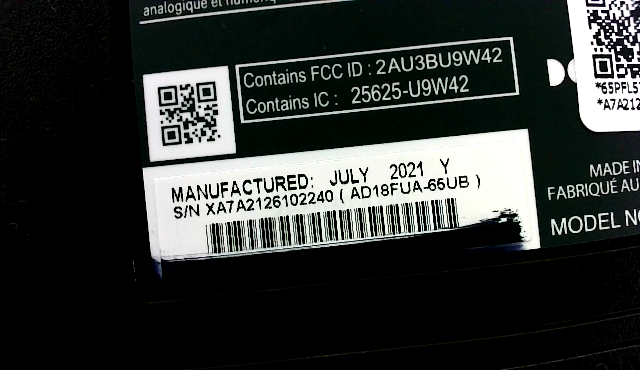 analogique et
Contains FCC ID : 2AU3BU9W42
Contains IC : 25625-U9W42
MANUFACTURED: JULY 2021 Y
S/N XA7A2126102240 ( AD18FUA-66UB )
*65PFL5
*A7A212
MADE IN
FABRIQUÉ AU
MODEL NO